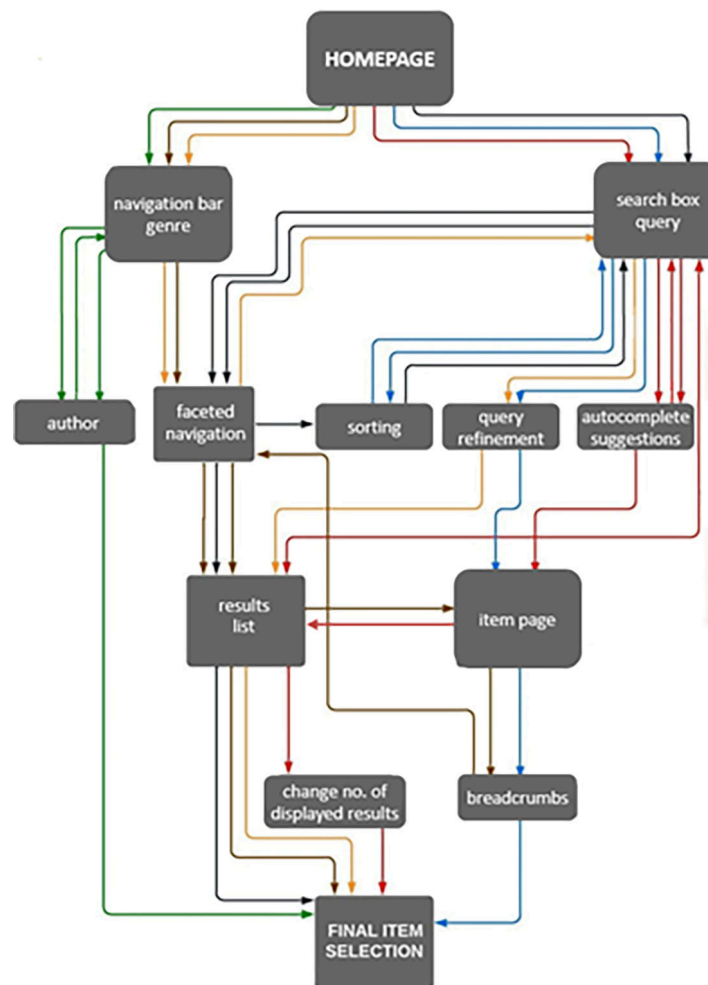 HOMEPAGE
navigation bar
genre
search box
query
author
faceted
navigation
sorting
query
refinement
autocomplete
suggestions
results
list
item page
change no. of
displayed results
breadcrumbs
FINAL ITEM
SELECTION